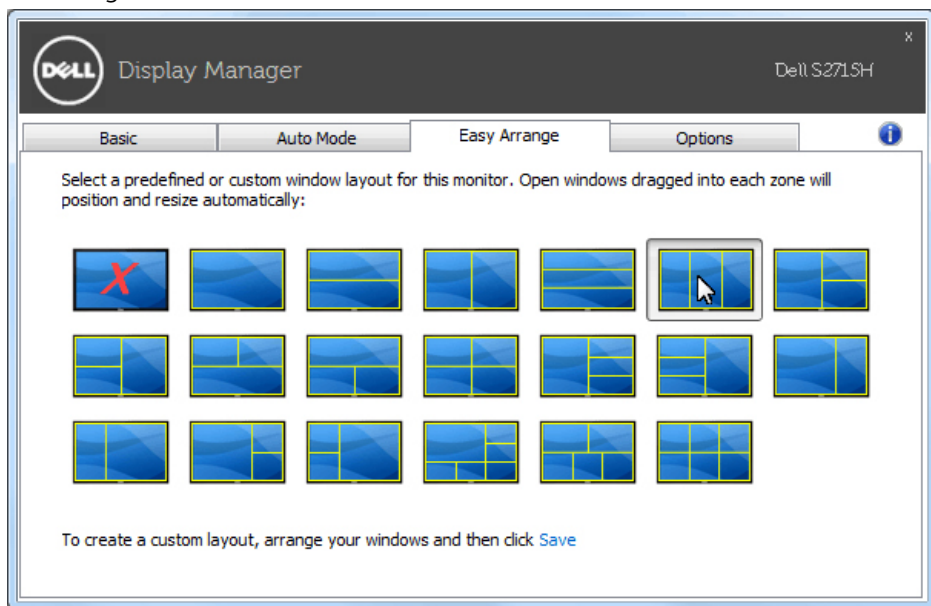 DELL Display Manager
Dell S2715H
x
Basic Auto Mode Easy Arrange Options
Select a predefined or custom window layout for this monitor. Open windows dragged into each zone will
position and resize automatically:
X
To create a custom layout, arrange your windows and then click Save